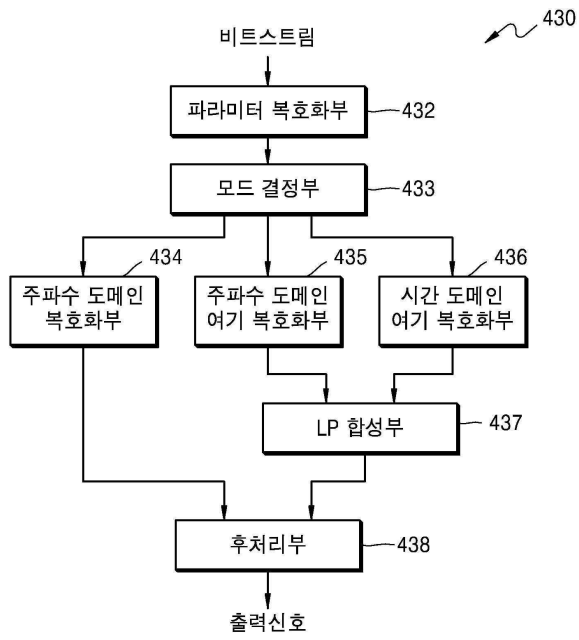 430
비트스트림
파라미터 복호화부
432
모드 결정부
433
434
435
436
주파수 도메인
복호화부
주파수 도메인
여기 복호화부
시간 도메인
여기 복호화부
LP 합성부
437
후처리부
438
출력신호